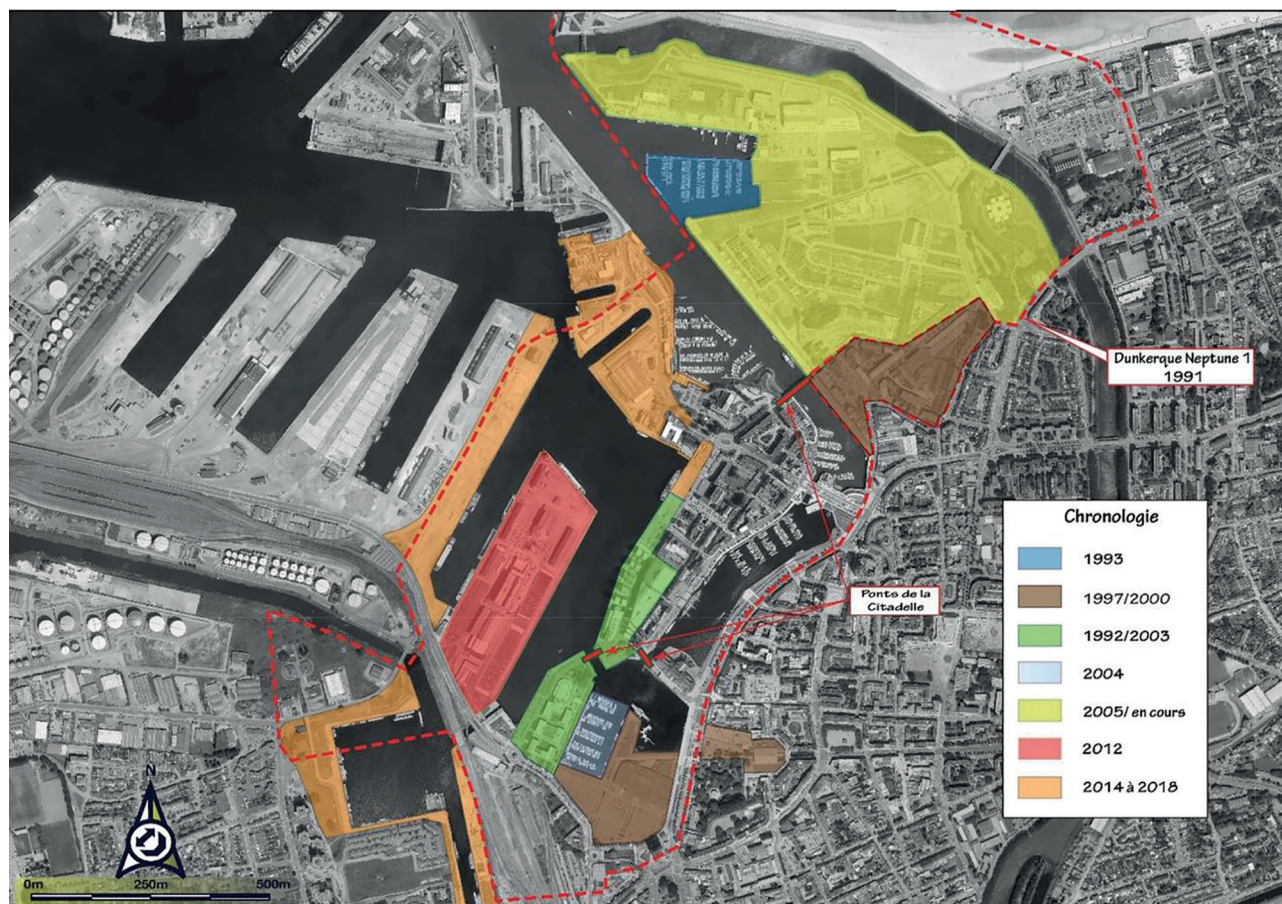 Dunkerque Neptune 1
1991
Ponts de la
Citadelle
Chronologie
1993
1997/2000
1992/2003
2004
2005/ en cours
2012
2014 à 2018
N
0m
250m
500m